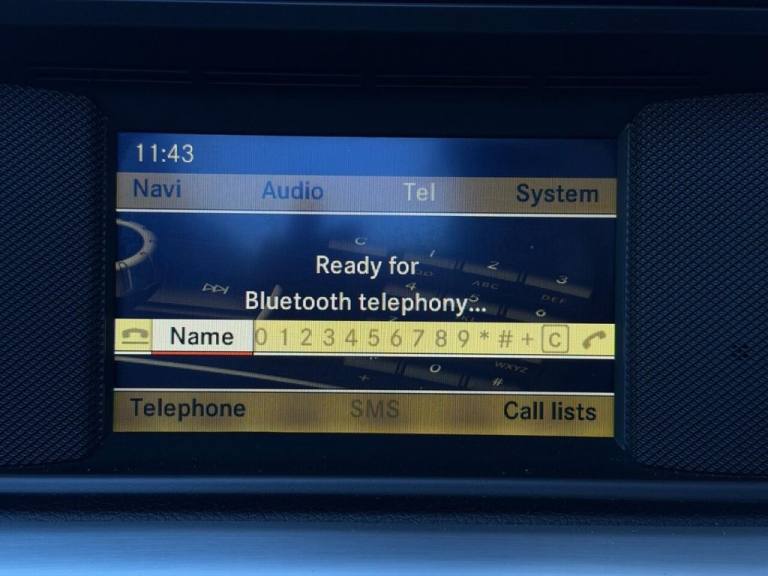 11:43
Navi Audio Tel System
Ready for
Bluetooth telephony...
Name 0 1 2 3 4 5 6 7 8 9 * # + C
Telephone SMS Call lists